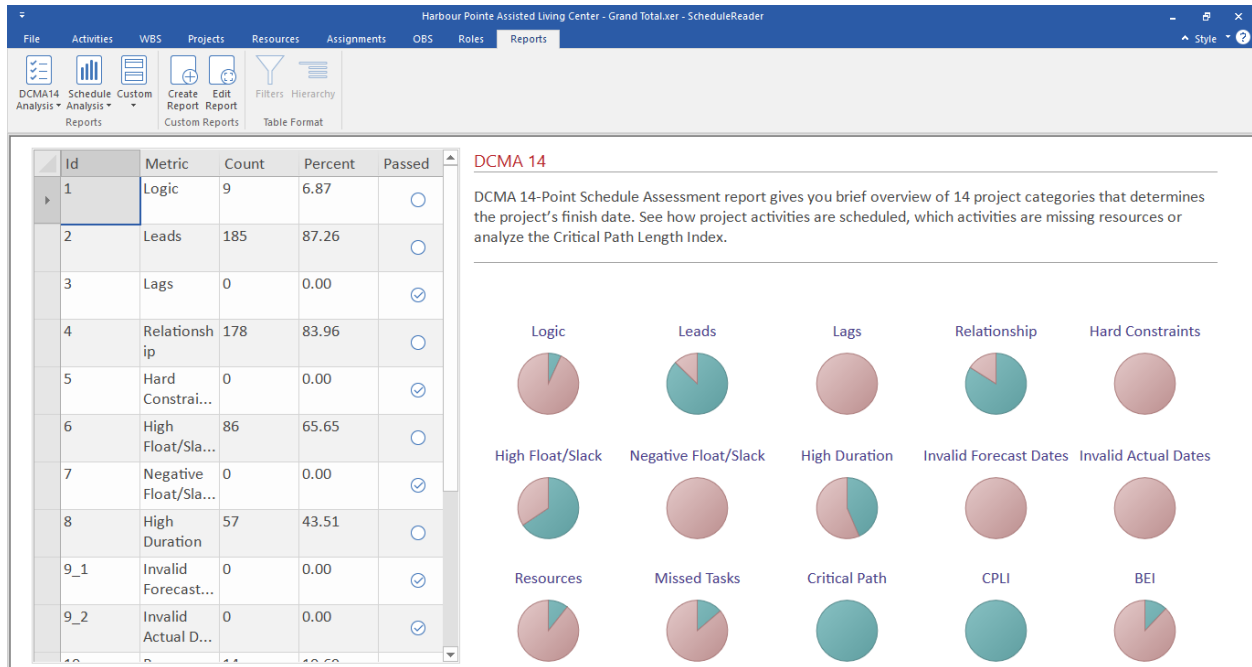 Harbour Pointe Assisted Living Center - Grand Total.xer - ScheduleReader
File Activities WBS Projects Resources Assignments OBS Roles Reports Style
DCMA14 Analysis Schedule Analysis Custom Create Report Edit Report Filters Hierarchy
Reports Custom Reports Table Format
Id Metric Count Percent Passed
1 Logic 9 6.87
2 Leads 185 87.26
3 Lags 0 0.00
4 Relationsh 178 83.96
ip
5 Hard 0 0.00
Constrai...
6 High 86 65.65
Float/Sla...
7 Negative 0 0.00
Float/Sla...
8 High 57 43.51
Duration
9_1 Invalid 0 0.00
Forecast...
9_2 Invalid 0 0.00
Actual D...
DCMA 14
DCMA 14-Point Schedule Assessment report gives you brief overview of 14 project categories that determines
the project's finish date. See how project activities are scheduled, which activities are missing resources or
analyze the Critical Path Length Index.
Logic Leads Lags Relationship Hard Constraints
High Float/Slack Negative Float/Slack High Duration Invalid Forecast Dates Invalid Actual Dates
Resources Missed Tasks Critical Path CPLI BEI